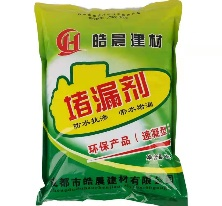 皓晨建材
堵漏剂
防水抗渗 带水堵漏
环保产品（速凝型）
成都市皓晨建材有限公司